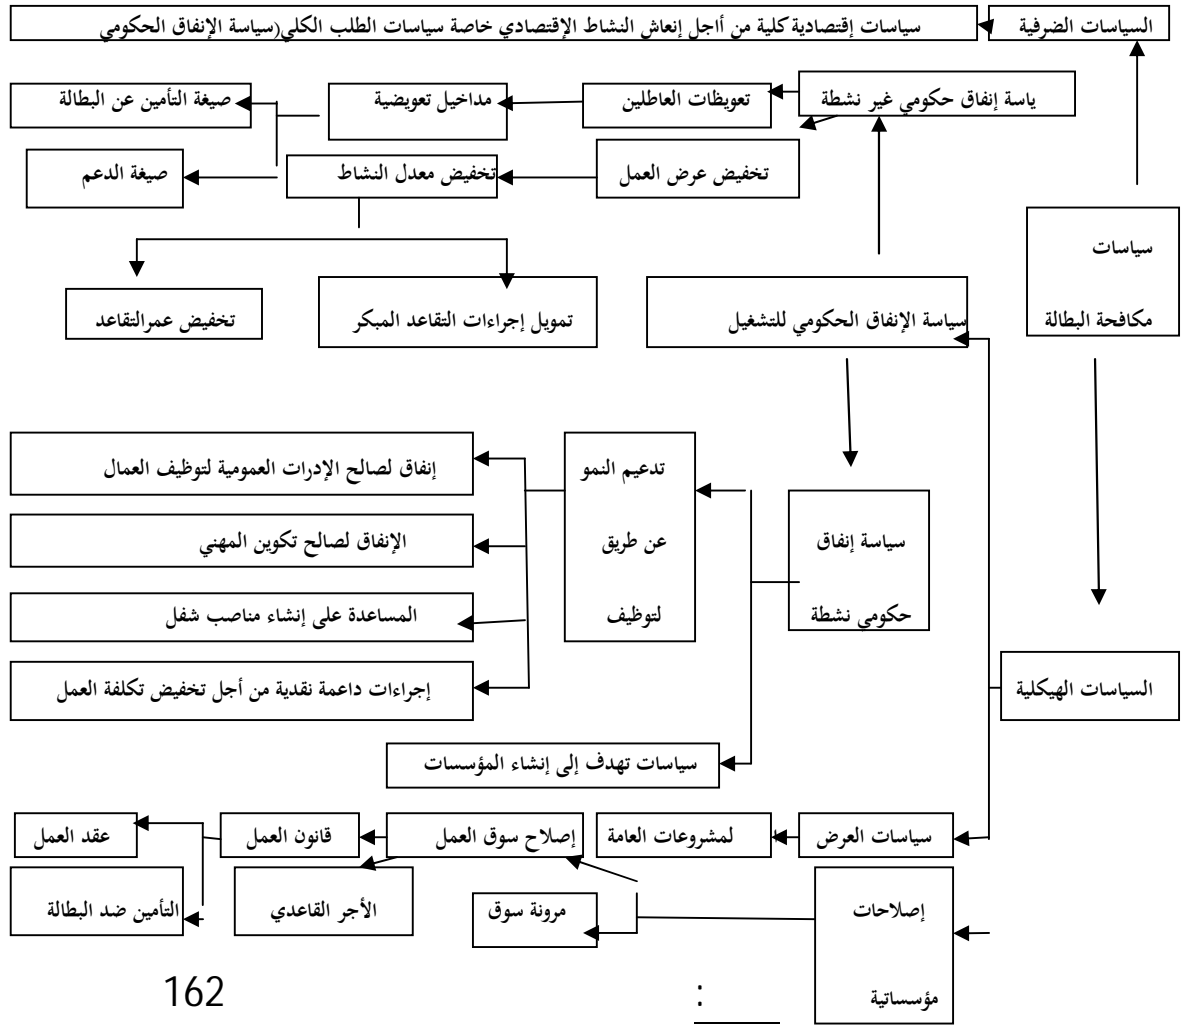 السياسات الضرفية
سياسات إقتصادية كلية من أاجل إنعاش النشاط الإقتصادي خاصة سياسات الطلب الكلي(سياسة الإنفاق الحكومي
ياسة إنفاق حكومي غير نشطة
تعويظات العاطلين
مداخيل تعويضية
صيغة التأمين عن البطالة
تخفيض عرض العمل
تخفيض معدل النشاط
صيغة الدعم
سياسات
مكافحة البطالة
سياسة الإنفاق الحكومي للتشغيل
تمويل إجراءات التقاعد المبكر
تخفيض عمرالتقاعد
سياسة إنفاق
حكومي نشطة
تدعيم النمو
عن طريق
لتوظيف
إنفاق لصالح الإدرات العمومية لتوظيف العمال
الإنفاق لصالح تكوين المهني
المساعدة على إنشاء مناصب شفل
إجراءات داعمة نقدية من أجل تخفيض تكلفة العمل
السياسات الهيكلية
سياسات تهدف إلى إنشاء المؤسسات
سياسات العرض
لمشروعات العامة
إصلاح سوق العمل
قانون العمل
عقد العمل
إصلاحات
مؤسساتية
مرونة سوق
الأجر القاعدي
التأمين ضد البطالة
:
162